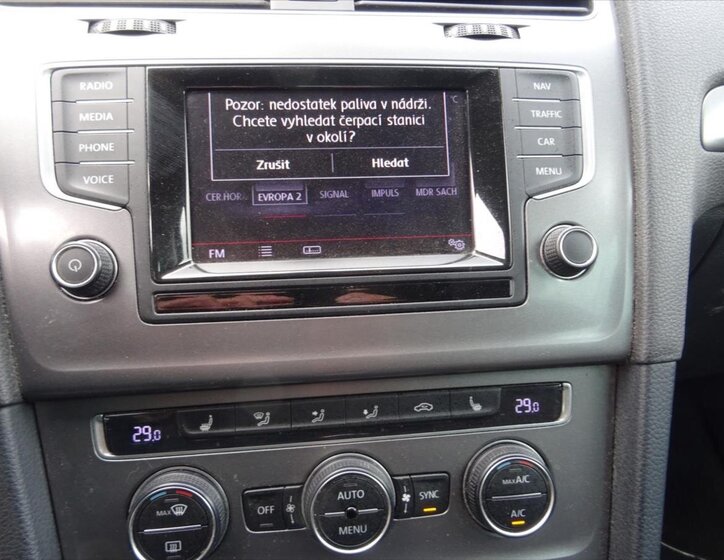 RADIO
MEDIA
PHONE
VOICE
Pozor: nedostatek paliva v nádrži.
Chcete vyhledat čerpací stanici
v okolí?
Zrušit Hledat
°C
CER.HOR. EVROPA 2 SIGNAL IMPULS MDR SACH
FM
NAV
TRAFFIC
CAR
MENU
29.0 29.0
MAX
OFF
AUTO
MENU
SYNC
MAX A/C
A/C